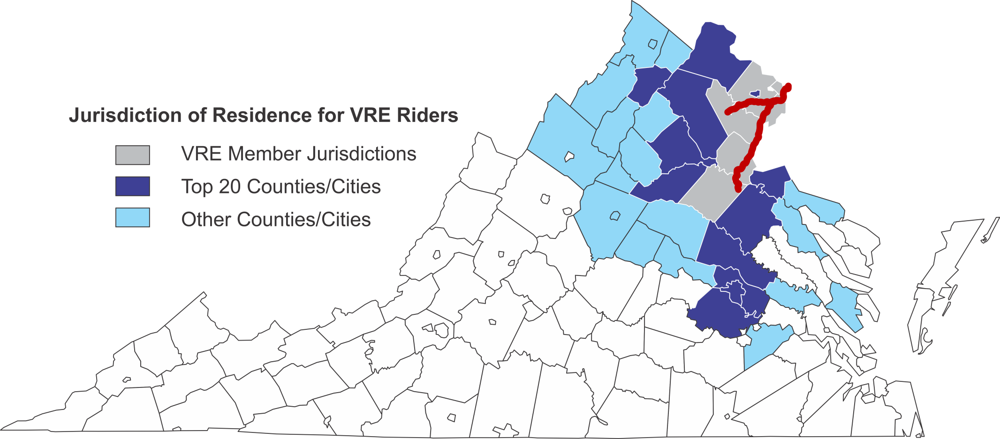 Jurisdiction of Residence for VRE Riders
VRE Member Jurisdictions
Top 20 Counties/Cities
Other Counties/Cities